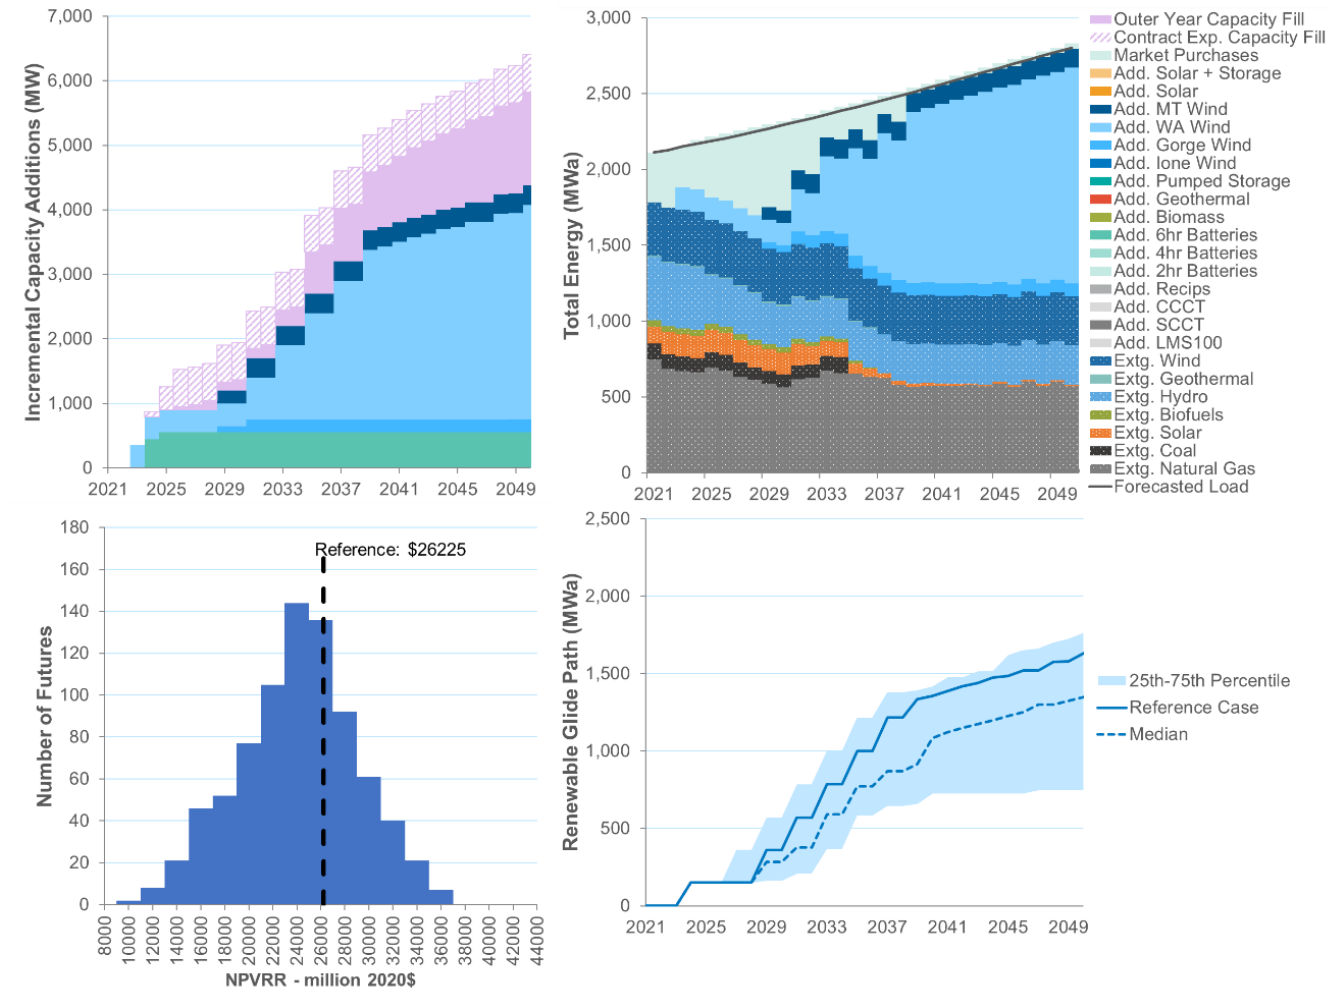 Incremental Capacity Additions (MW)
7,000
6,000
5,000
4,000
3,000
2,000
1,000
0
2021 2025 2029 2033 2037 2041 2045 2049
Total Energy (MWa)
3,000
2,500
2,000
1,500
1,000
500
0
2021 2025 2029 2033 2037 2041 2045 2049
Outer Year Capacity Fill
Contract Exp. Capacity Fill
Market Purchases
Add. Solar + Storage
Add. Solar
Add. MT Wind
Add. WA Wind
Add. Gorge Wind
Add. Ione Wind
Add. Pumped Storage
Add. Geothermal
Add. Biomass
Add. 6hr Batteries
Add. 4hr Batteries
Add. 2hr Batteries
Add. Recips
Add. CCCT
Add. SCCT
Add. LMS100
Extg. Wind
Extg. Geothermal
Extg. Hydro
Extg. Biofuels
Extg. Solar
Extg. Coal
Extg. Natural Gas
Forecasted Load
Number of Futures
180
160
140
120
100
80
60
40
20
0
Reference: $26225
8000 10000 12000 14000 16000 18000 20000 22000 24000 26000 28000 30000 32000 34000 36000 38000 40000 42000 44000
NPVRR - million 2020$
Renewable Glide Path (MWa)
2,500
2,000
1,500
1,000
500
0
2021 2025 2029 2033 2037 2041 2045 2049
25th-75th Percentile
Reference Case
Median